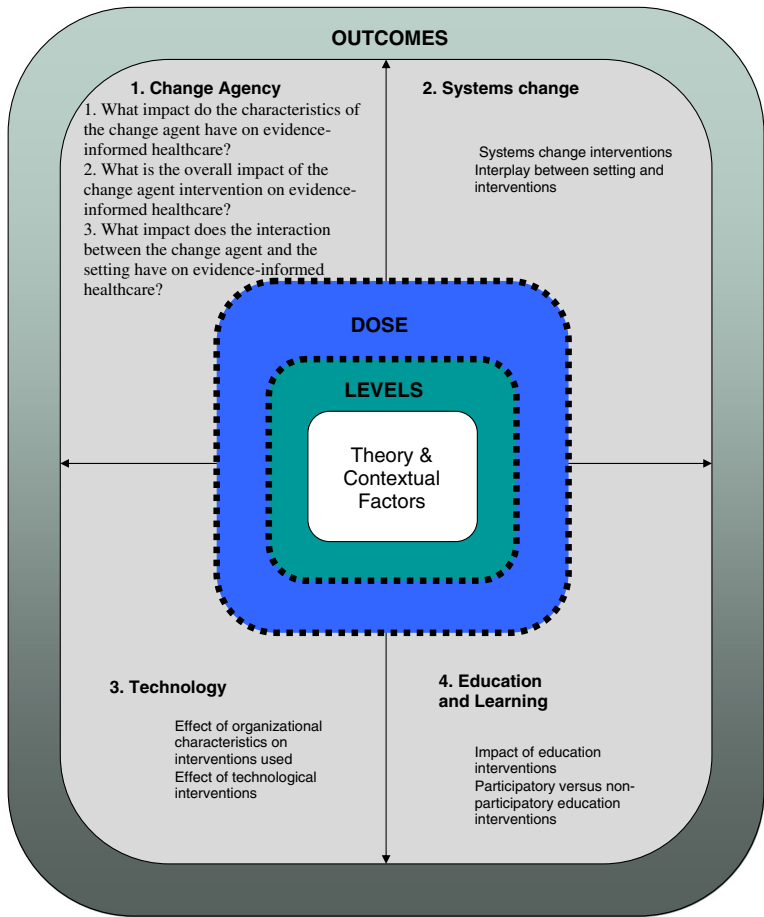 OUTCOMES
1. Change Agency
1. What impact do the characteristics of
the change agent have on evidence-
informed healthcare?
2. What is the overall impact of the
change agent intervention on evidence-
informed healthcare?
3. What impact does the interaction
between the change agent and the
setting have on evidence-informed
healthcare?
2. Systems change
Systems change interventions
Interplay between setting and
interventions
DOSE
LEVELS
Theory &
Contextual
Factors
3. Technology
Effect of organizational
characteristics on
interventions used
Effect of technological
interventions
4. Education
and Learning
Impact of education
interventions
Participatory versus non-
participatory education
interventions